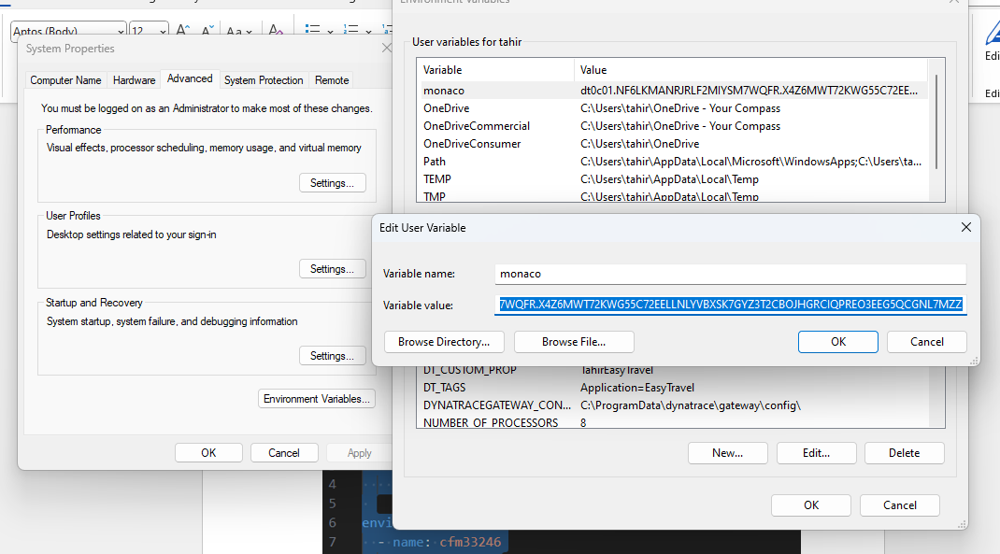 Environment Variables
Aptos (Body) 12 Aa
System Properties
User variables for tahir
Edi
Computer Name Hardware Advanced System Protection Remote
Variable Value
monaco dt0c01.NF6LKMANRJRLF2MIYSM7WQFR.X4Z6MWT72KWG55C72EE...
Edi
You must be logged on as an Administrator to make most of these changes.
OneDrive C:\Users\tahir\OneDrive - Your Compass
OneDriveCommercial C:\Users\tahir\OneDrive - Your Compass
Performance
Visual effects, processor scheduling, memory usage, and virtual memory
OneDriveConsumer C:\Users\tahir\OneDrive
Path C:\Users\tahir\AppData\Local\Microsoft\WindowsApps;C:\Users\ta...
TEMP C:\Users\tahir\AppData\Local\Temp
Settings...
TMP C:\Users\tahir\AppData\Local\Temp
User Profiles
Desktop settings related to your sign-in
Settings...
Edit User Variable
Variable name: monaco
Variable value: 7WQFR.X4Z6MWT72KWG55C72EELLNLYVBXSK7GYZ3T2CBOJHGRCIQPREO3EEG5QCGNL7MZZ
Browse Directory... Browse File... OK Cancel
Startup and Recovery
System startup, system failure, and debugging information
Settings...
DT_CUSTOM_PROP TahirEasyTravel
DT_TAGS Application=EasyTravel
DYNATRACEGATEWAY_CON... C:\ProgramData\dynatrace\gateway\config\
NUMBER_OF_PROCESSORS 8
Environment Variables...
OK Cancel Apply
New... Edit... Delete
OK Cancel
4
5
6 envi
7 - name: cfm33246